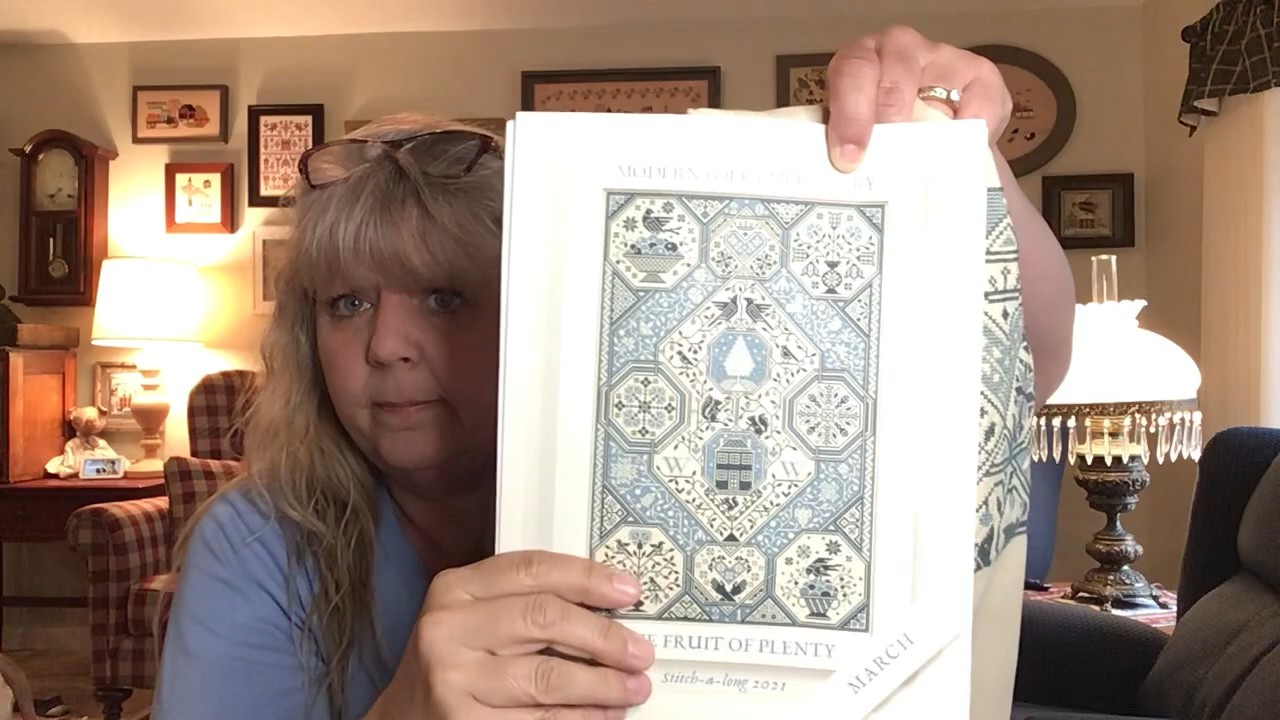 MODERN FOLK EMBROIDERY
W W
E FRUIT OF PLENTY
Stitch-a-long 2021
MARCH